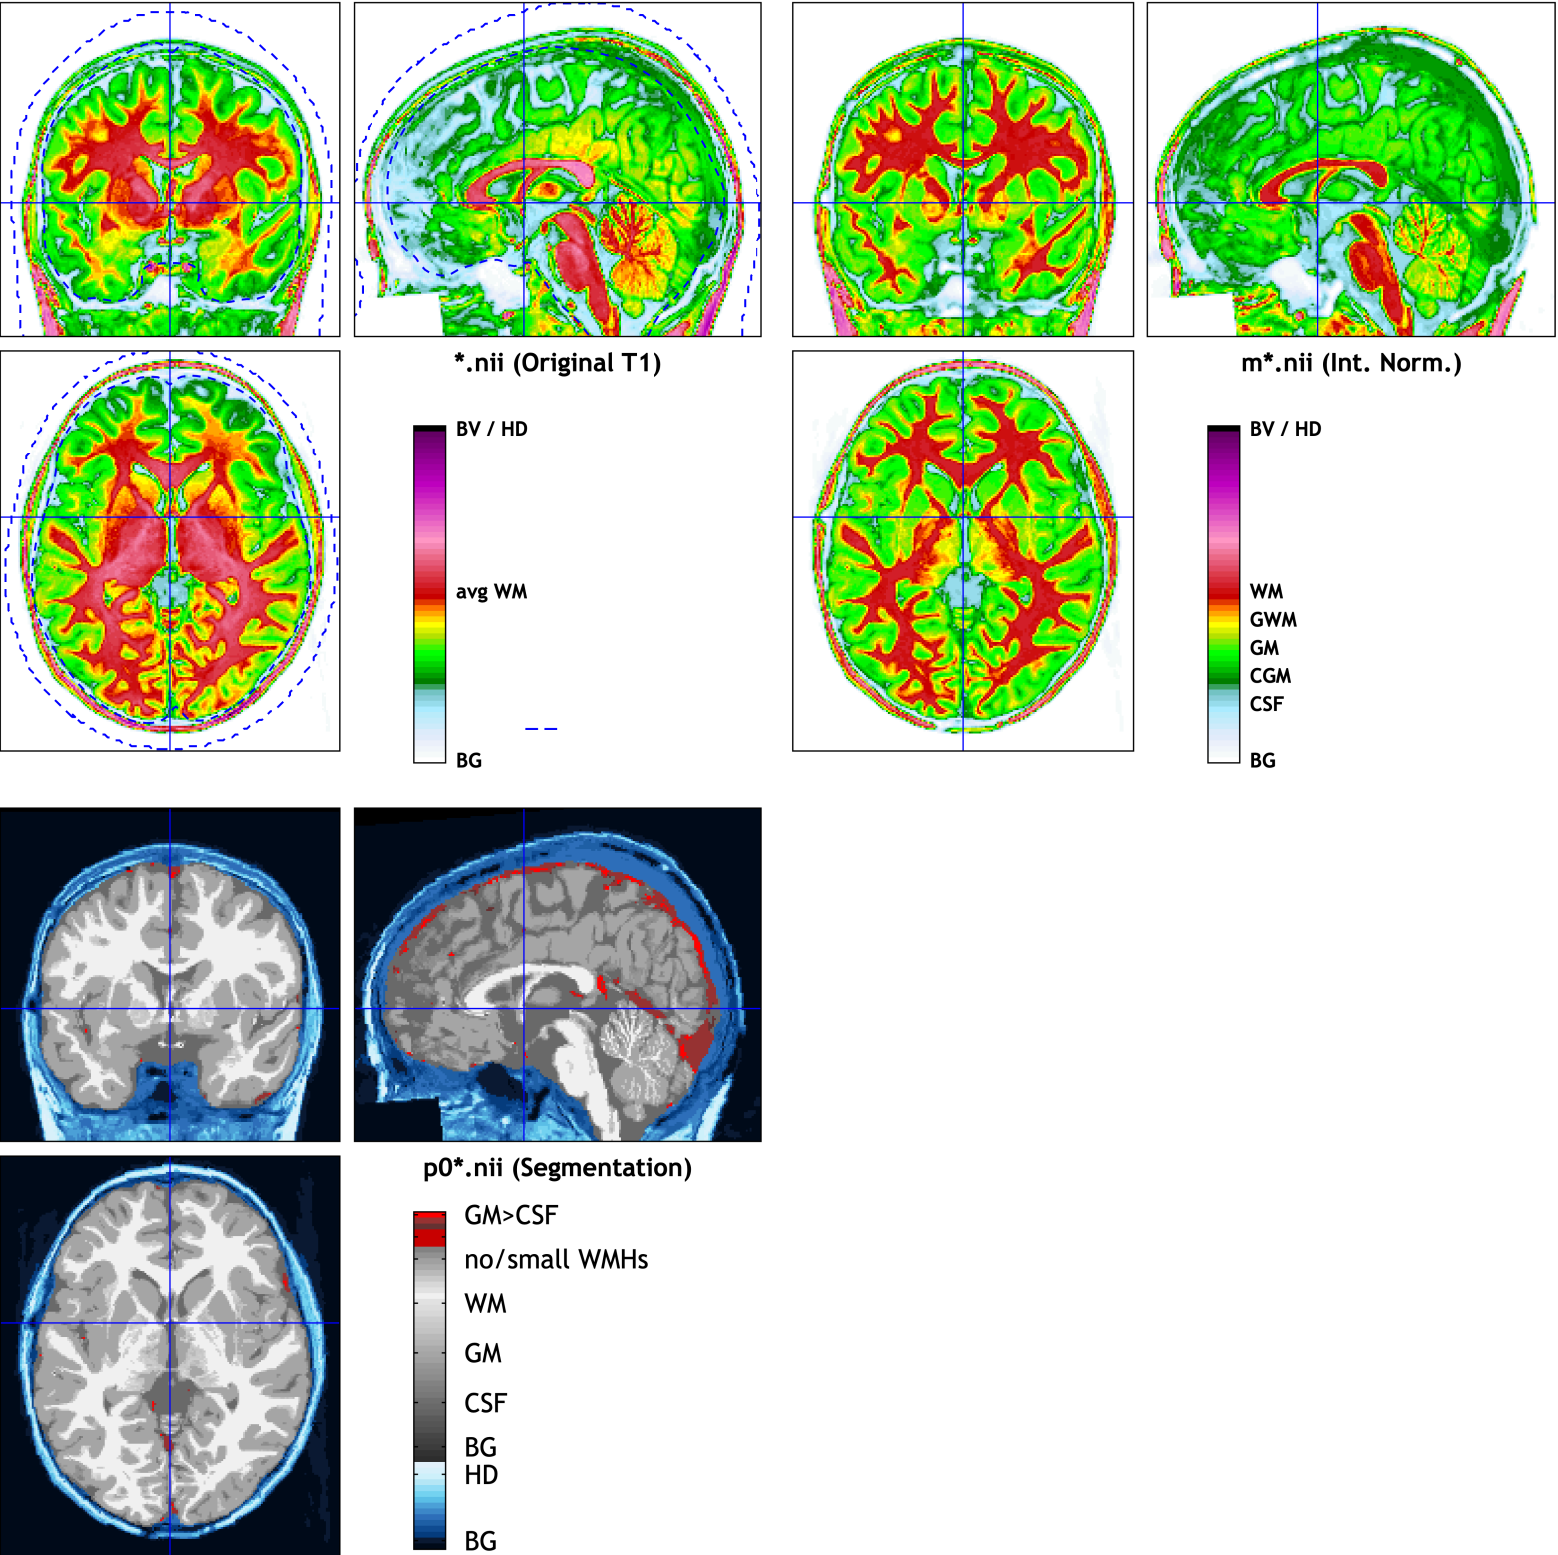 *.nii (Original T1)
BV / HD
avg WM
BG
m*.nii (Int. Norm.)
BV / HD
WM
GWM
GM
CGM
CSF
BG
p0*.nii (Segmentation)
GM>CSF
no/small WMHs
WM
GM
CSF
BG
HD
BG